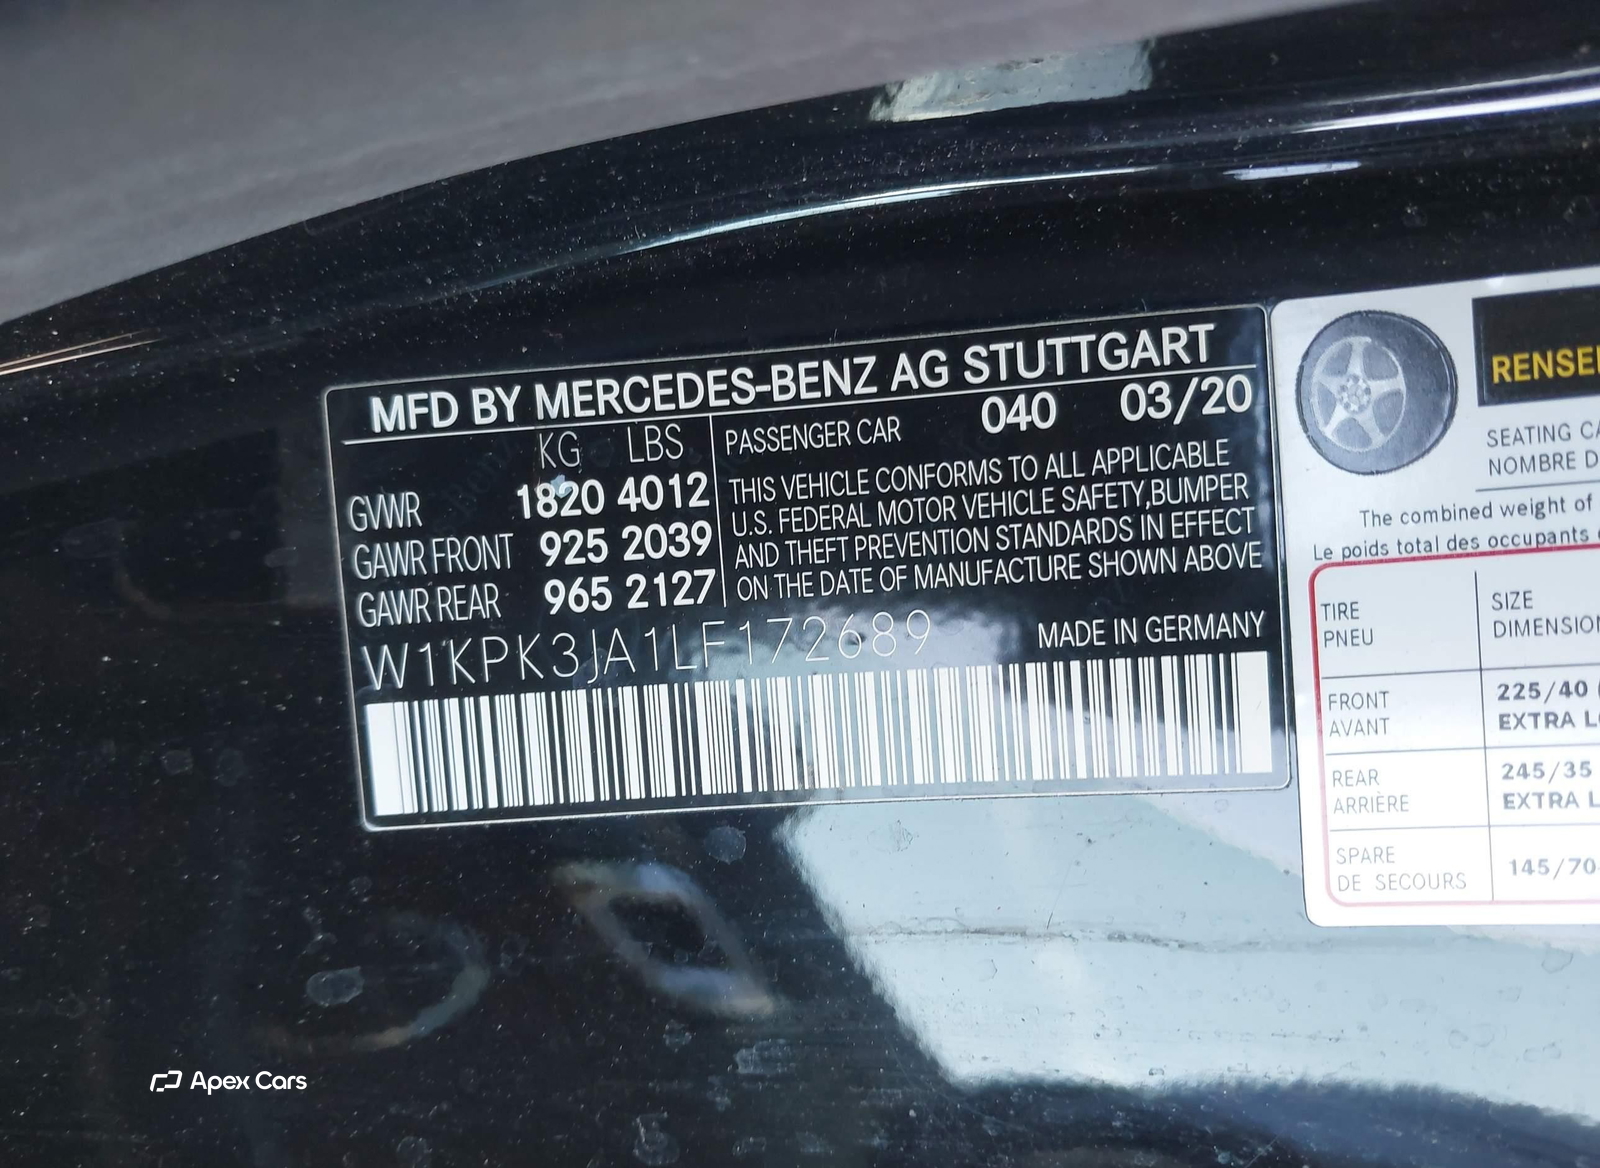 MFD BY MERCEDES-BENZ AG STUTTGART
KG LBS
GVWR 1820 4012
GAWR FRONT 925 2039
GAWR REAR 965 2127
PASSENGER CAR 040 03/20
THIS VEHICLE CONFORMS TO ALL APPLICABLE
U.S. FEDERAL MOTOR VEHICLE SAFETY,BUMPER
AND THEFT PREVENTION STANDARDS IN EFFECT
ON THE DATE OF MANUFACTURE SHOWN ABOVE
W1KPK3JA1LF172689
MADE IN GERMANY
SEATING
NOMBRE
The combined weight of
Le poids total des occupants
TIRE
PNEU
SIZE
DIMENSION
FRONT
AVANT
225/40
EXTRA
REAR
ARRIÈRE
245/35
EXTRA
SPARE
DE SECOURS
145/70
Apex Cars